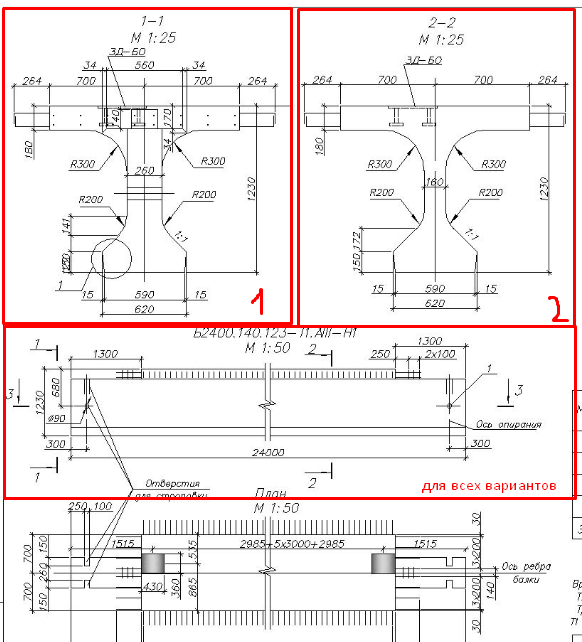 1-1
М 1:25
ЗД-60
34 560 34
264 700 700 264
140
170
34
180
R300
R300
260
1230
R200
R200
141
1:1
1
15 590 15
620
1
2-2
М 1:25
ЗД-60
264 700 700 264
180
R300
R300
160
1230
R200
R200
172
150
1:1
15 590 15
620
2
Б2400.140.123-Т1.АIII-Н1
М 1:50
1
1300
2
1300
250 2х100
1
3
3
1230
680
ø90
Ось опирания
300
24000
300
1
2
Отверстия
для строповки
для всех вариантов
План
М 1:50
250 100
1515 2985+5х3000+2985 1515
30
150
700
260
700
150
535
430
360
865
3х200
3х200
140
30
Ось ребра
балки